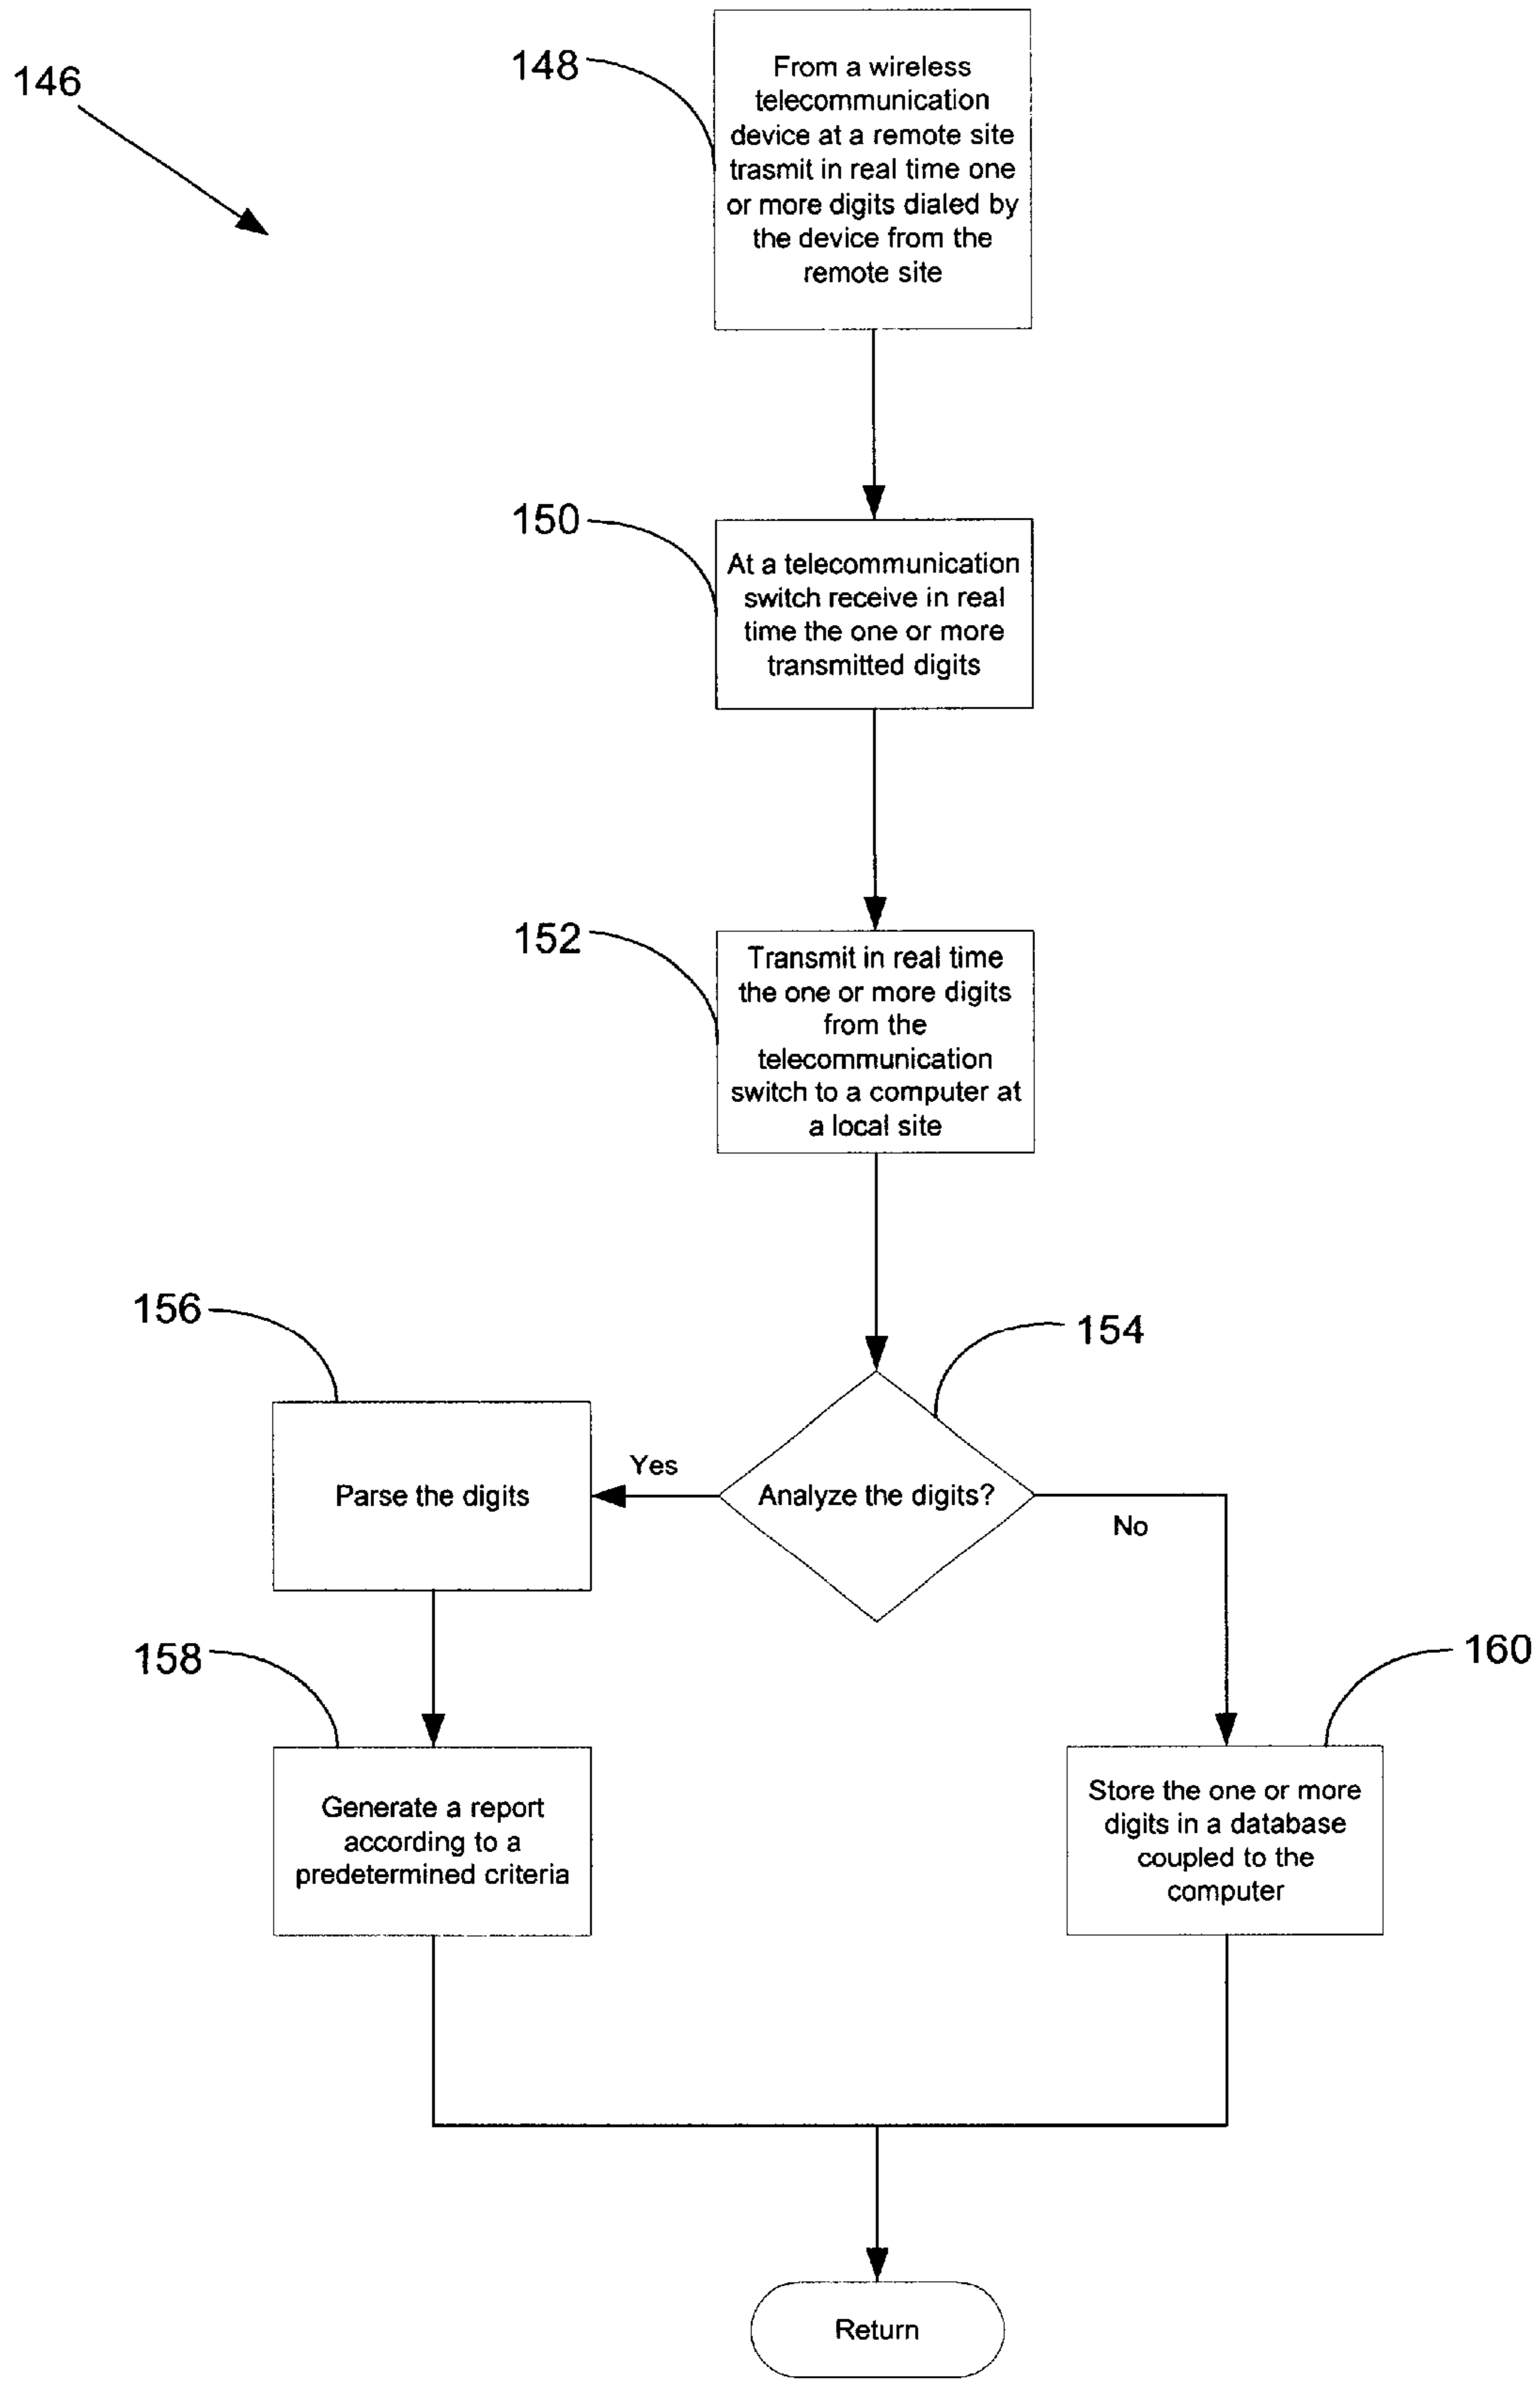 146
148
From a wireless
telecommunication
device at a remote site
trasmit in real time one
or more digits dialed by
the device from the
remote site
150
At a telecommunication
switch receive in real
time the one or more
transmitted digits
152
Transmit in real time
the one or more digits
from the
telecommunication
switch to a computer at
a local site
154
Analyze the digits?
Yes
No
156
Parse the digits
158
Generate a report
according to a
predetermined criteria
160
Store the one or more
digits in a database
coupled to the
computer
Return